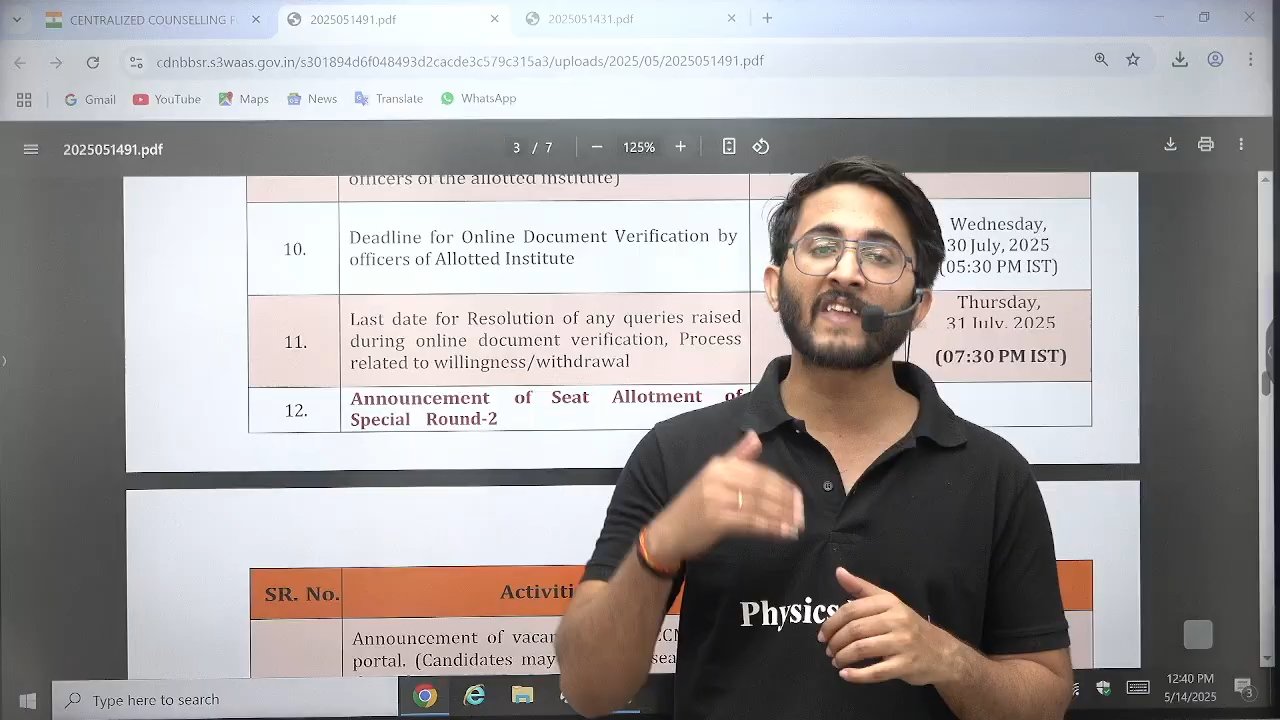 CENTRALIZED COUNSELLING F
2025051491.pdf
2025051431.pdf
cdnbbsr.s3waas.gov.in/s301894d6f048493d2cacde3c579c315a3/uploads/2025/05/2025051491.pdf
Gmail
YouTube
Maps
News
Translate
WhatsApp
2025051491.pdf
3 / 7
125%
officers of the allotted institute)
10.
Deadline for Online Document Verification by
officers of Allotted Institute
Wednesday,
30 July, 2025
(05:30 PM IST)
11.
Last date for Resolution of any queries raised
during online document verification, Process
related to willingness/withdrawal
Thursday,
31 July, 2025
(07:30 PM IST)
12.
Announcement of Seat Allotment of
Special Round-2
SR. No.
Activiti
Announcement of vacan
portal. (Candidates may
Physics
Type here to search
12:40 PM
5/14/2025
3